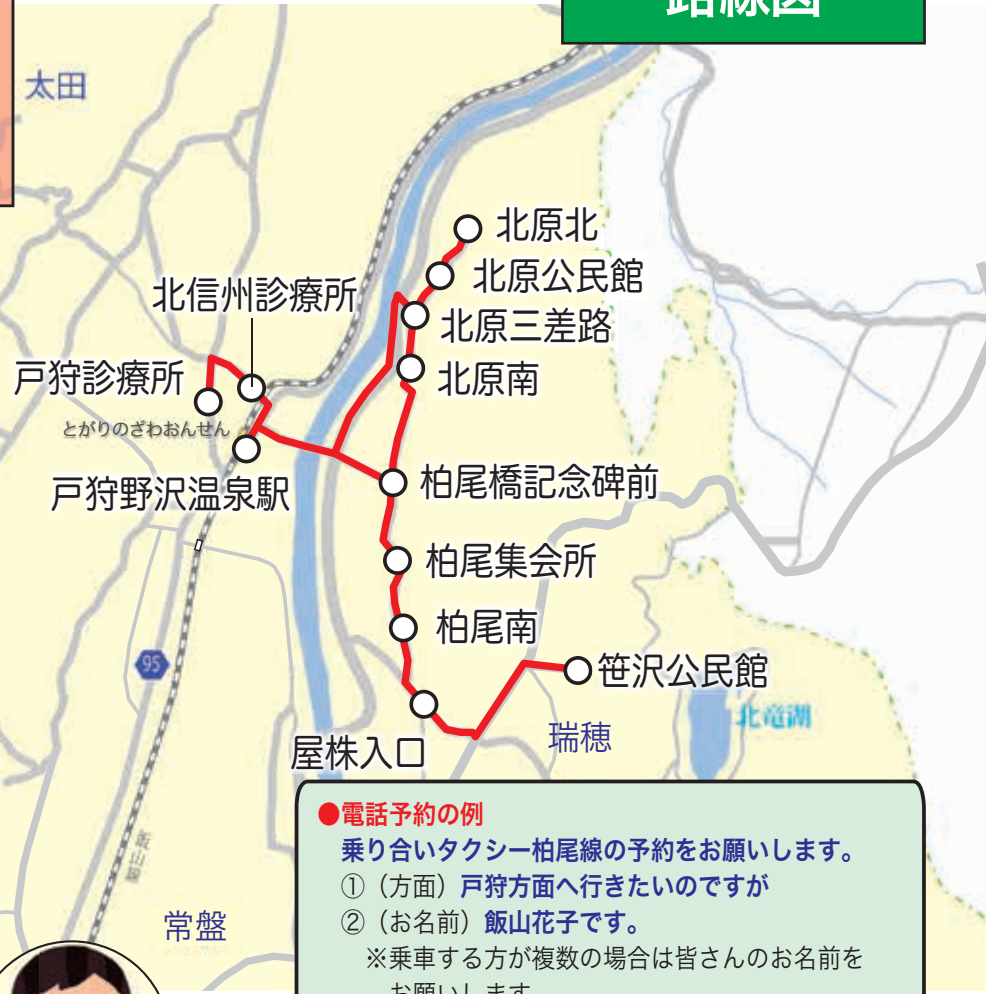 路線図
太田
北原北
北原公民館
北信州診療所
北原三差路
戸狩診療所
北原南
とがりのざわおんせん
戸狩野沢温泉駅
柏尾橋記念碑前
柏尾集会所
柏尾南
95
笹沢公民館
北竜湖
瑞穂
屋株入口
飯山線
常盤
●電話予約の例
乗り合いタクシー柏尾線の予約をお願いします。
①（方面）戸狩方面へ行きたいのですが
②（お名前）飯山花子です。
※乗車する方が複数の場合は皆さんのお名前を
お願いします